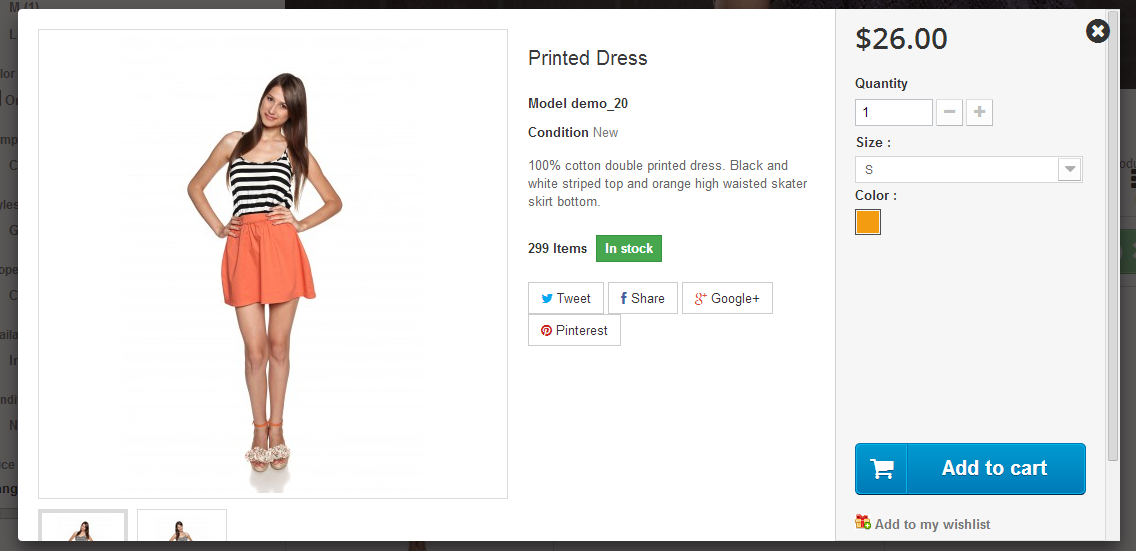 Printed Dress
Model demo_20
Condition New
100% cotton double printed dress. Black and
white striped top and orange high waisted skater
skirt bottom.
299 Items In stock
Tweet
Share
Google+
Pinterest
$26.00
Quantity
1
Size :
S
Color :
Add to cart
Add to my wishlist
M (1)